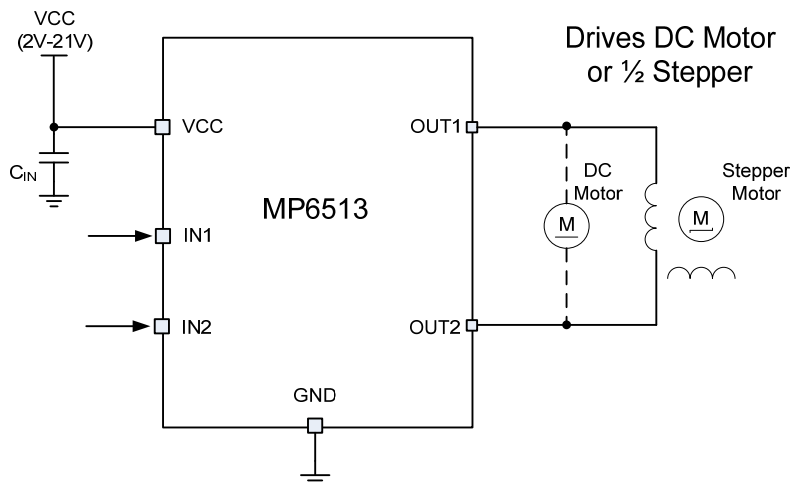 VCC
(2V-21V)
Drives DC Motor
or ½ Stepper
VCC
OUT1
CIN
DC
Motor
Stepper
Motor
MP6513
M
M
IN1
IN2
OUT2
GND